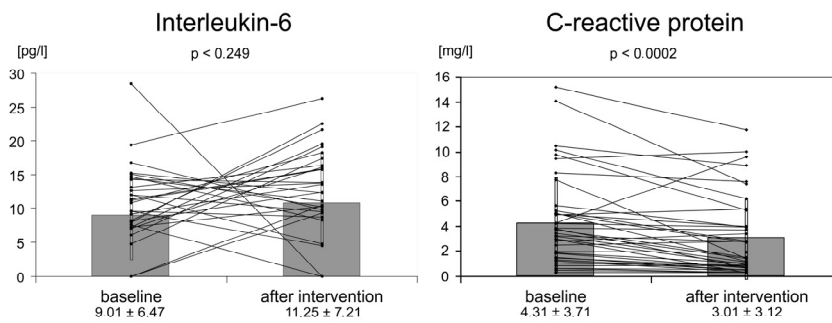 Interleukin-6
[pg/l]
p < 0.249
30
25
20
15
10
5
0
baseline
after intervention
9.01 ± 6.47
11.25 ± 7.21
C-reactive protein
[mg/l]
p < 0.0002
16
14
12
10
8
6
4
2
0
baseline
after intervention
4.31 ± 3.71
3.01 ± 3.12